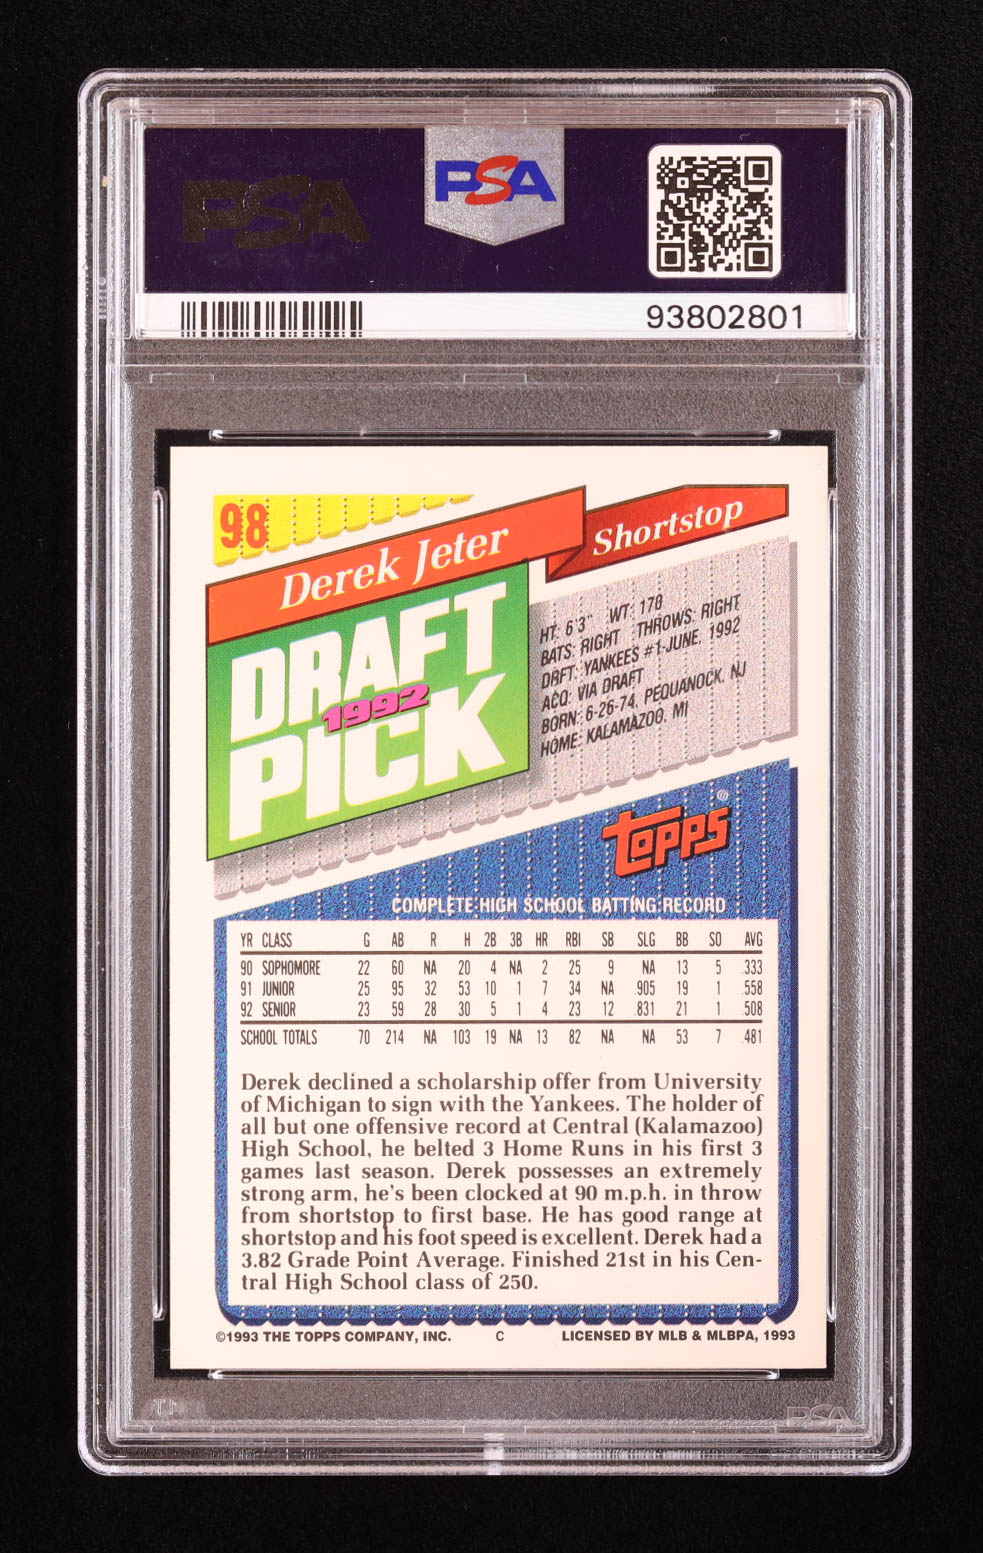 PSA
PSA
93802801
98
Derek Jeter
Shortstop
DRAFT
1992
PICK
HT: 6'3" WT: 178
BATS: RIGHT THROWS: RIGHT
DRFT: YANKEES #1-JUNE, 1992
ACQ: VIA DRAFT
BORN: 6-26-74, PEQUANOCK, NJ
HOME: KALAMAZOO, MI
TOPPS ®
COMPLETE HIGH SCHOOL BATTING RECORD
YR CLASS G AB R H 2B 3B HR RBI SB SLG BB SO AVG
90 SOPHOMORE 22 60 NA 20 4 NA 2 25 9 NA 13 5 .333
91 JUNIOR 25 95 32 53 10 1 7 34 NA .905 19 1 .558
92 SENIOR 23 59 28 30 5 1 4 23 12 .831 21 1 .508
SCHOOL TOTALS 70 214 NA 103 19 NA 13 82 NA NA 53 7 .481
Derek declined a scholarship offer from University
of Michigan to sign with the Yankees. The holder of
all but one offensive record at Central (Kalamazoo)
High School, he belted 3 Home Runs in his first 3
games last season. Derek possesses an extremely
strong arm, he's been clocked at 90 m.p.h. in throw
from shortstop to first base. He has good range at
shortstop and his foot speed is excellent. Derek had a
3.82 Grade Point Average. Finished 21st in his Cen-
tral High School class of 250.
©1993 THE TOPPS COMPANY, INC. C LICENSED BY MLB & MLBPA, 1993
PSA